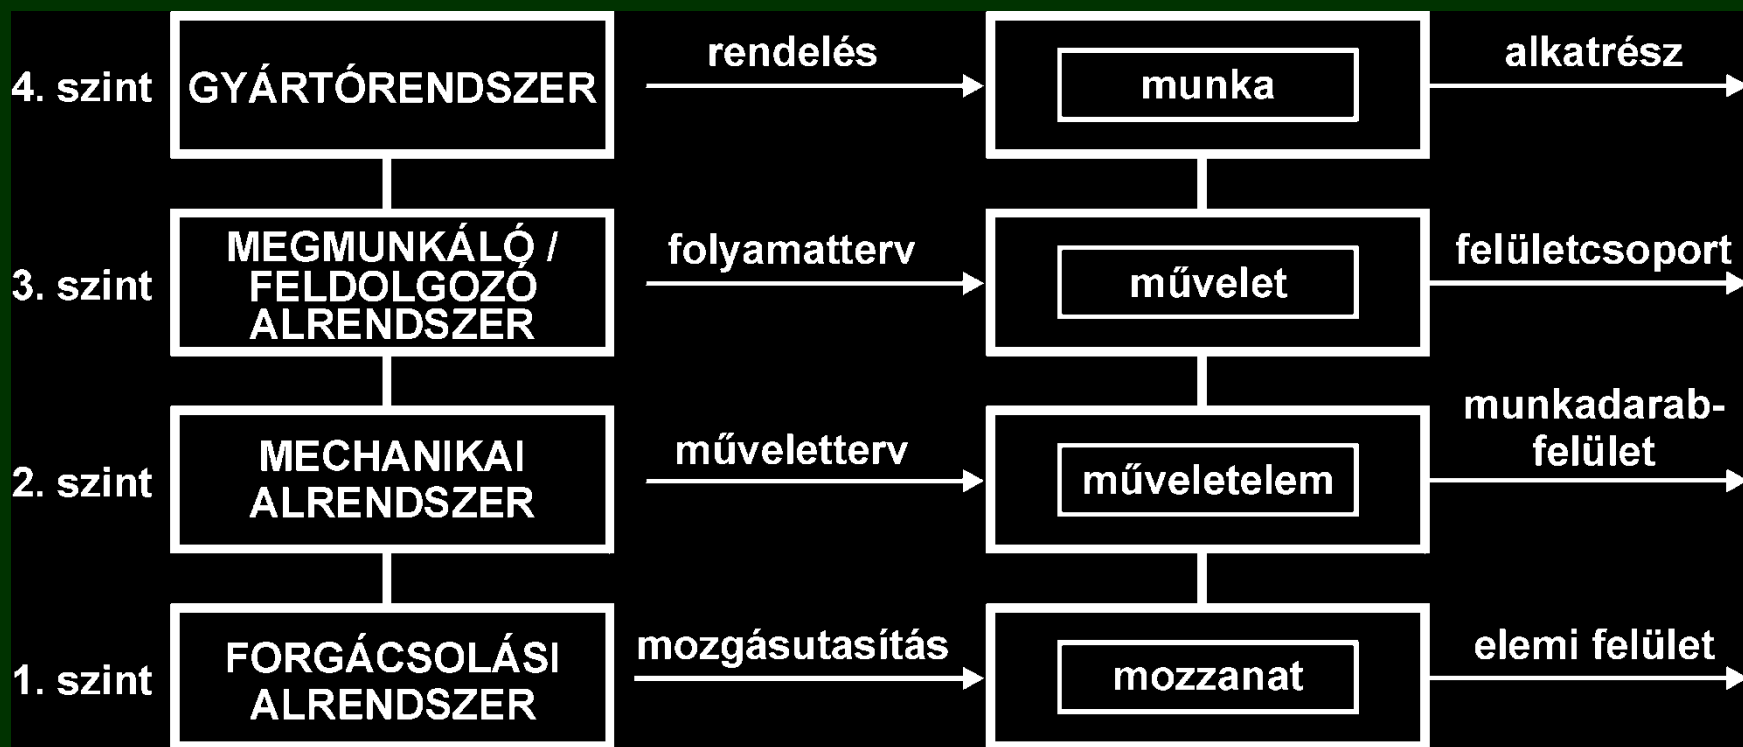 4. szint
GYÁRTÓRENDSZER
rendelés
munka
alkatrész
3. szint
MEGMUNKÁLÓ /
FELDOLGOZÓ
ALRENDSZER
folyamatterv
művelet
felületcsoport
2. szint
MECHANIKAI
ALRENDSZER
műveletterv
műveletelem
munkadarab-
felület
1. szint
FORGÁCSOLÁSI
ALRENDSZER
mozgásutasítás
mozzanat
elemi felület